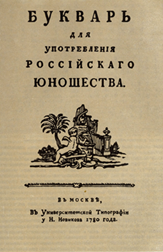 БУКВАРЬ
ДЛЯ
УПОТРЕБЛЕНІЯ
РОССІЙСКАГО
ЮНОШЕСТВА.
ВЪ МОСКВѢ,
Въ Университетской Типографіи
у Н. Новикова 1780 года.